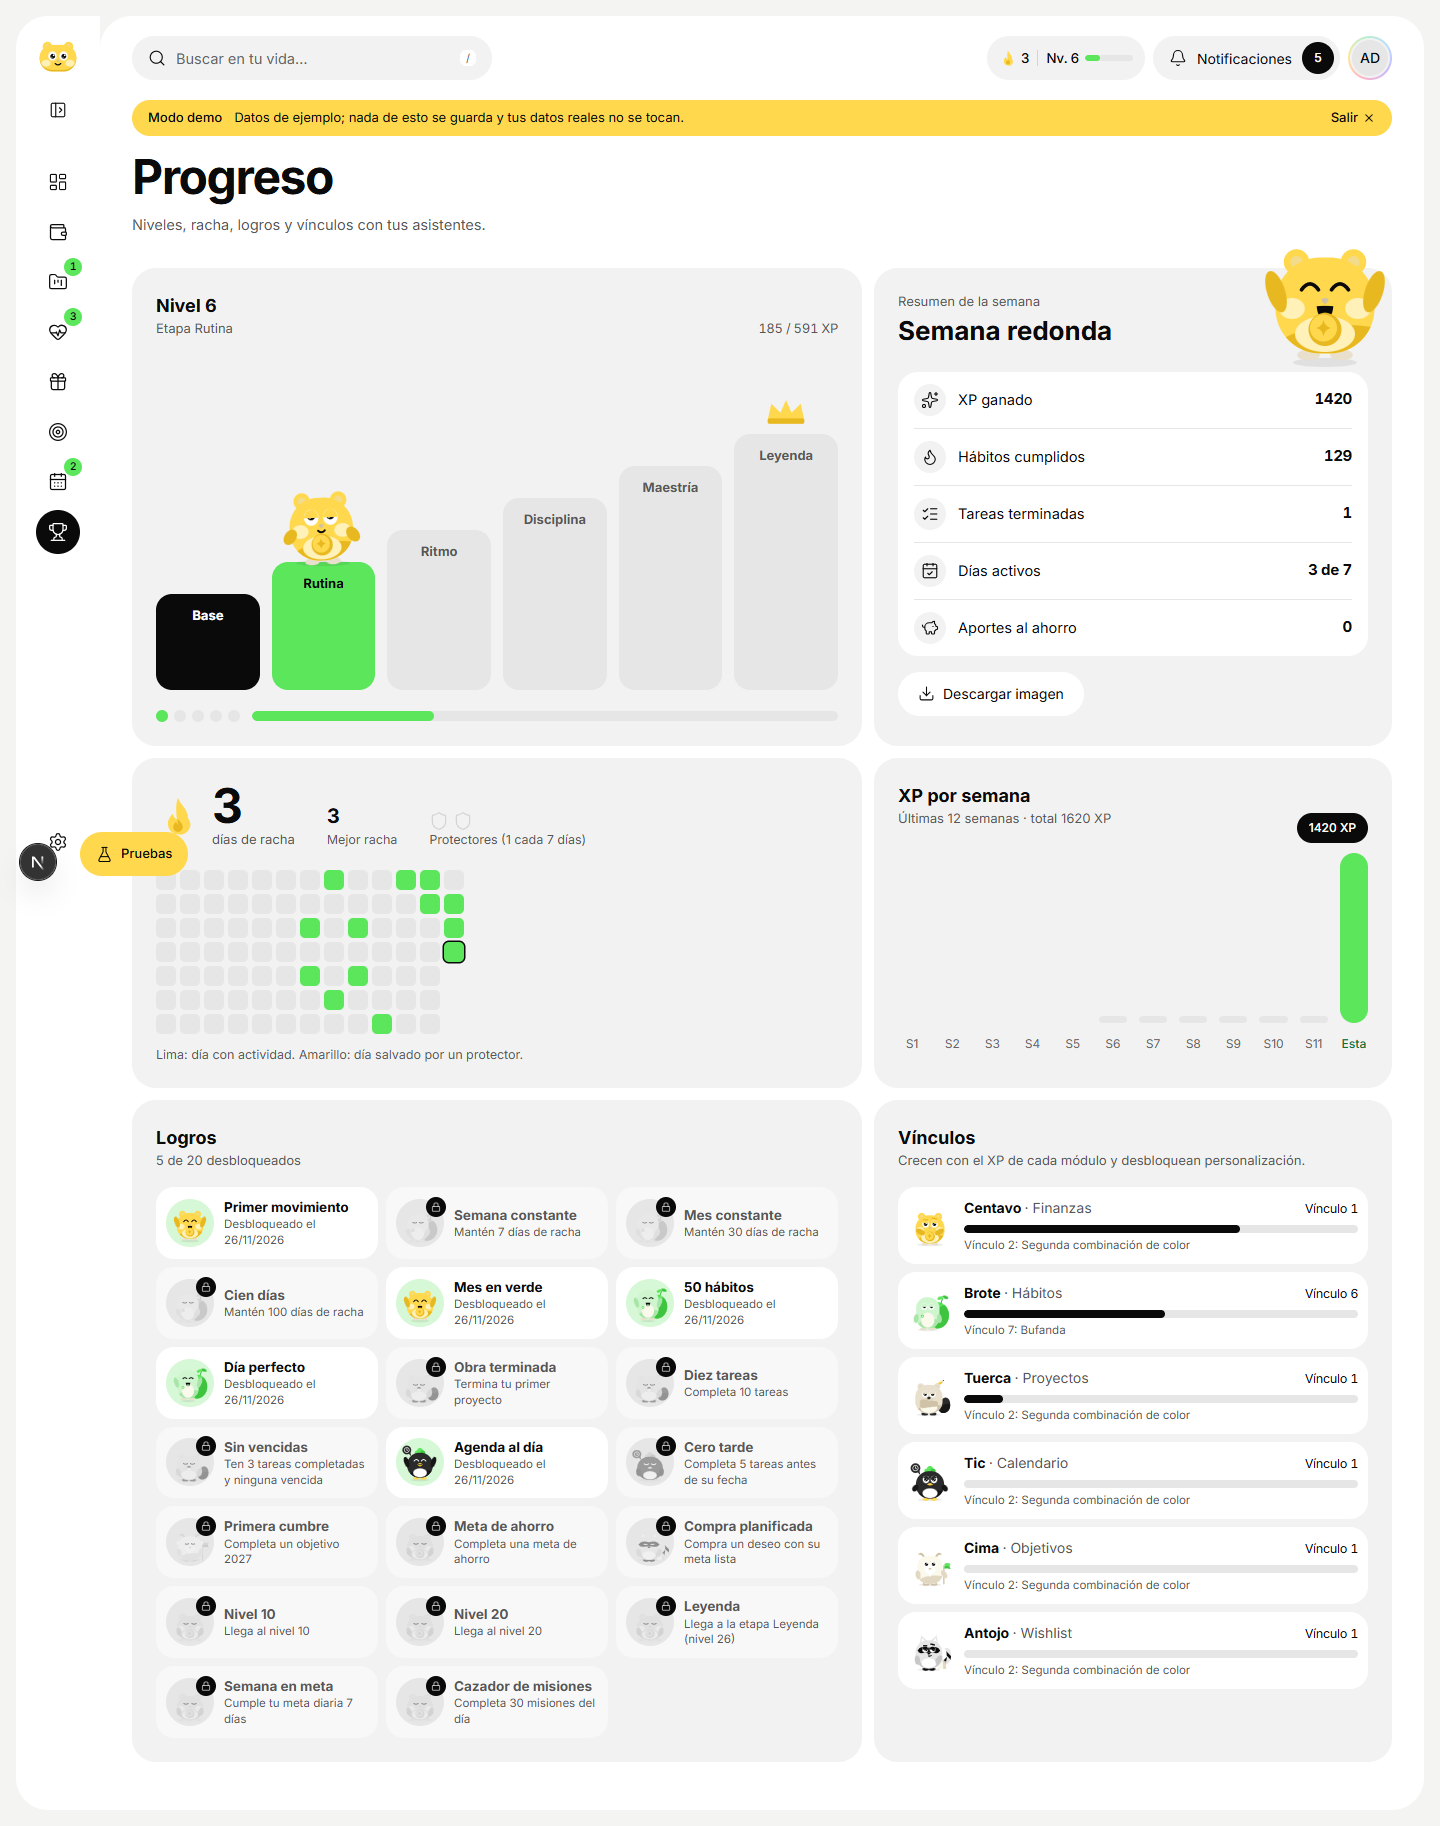 Buscar en tu vida...
/
3
Nv. 6
Notificaciones
5
AD
Modo demo Datos de ejemplo; nada de esto se guarda y tus datos reales no se tocan.
Salir
Progreso
Niveles, racha, logros y vínculos con tus asistentes.
1
3
2
Nivel 6
Etapa Rutina
185 / 591 XP
Base
Rutina
Ritmo
Disciplina
Maestría
Leyenda
Resumen de la semana
Semana redonda
XP ganado 1420
Hábitos cumplidos 129
Tareas terminadas 1
Días activos 3 de 7
Aportes al ahorro 0
Descargar imagen
3
días de racha
3
Mejor racha
Protectores (1 cada 7 días)
N
Pruebas
Lima: día con actividad. Amarillo: día salvado por un protector.
XP por semana
Últimas 12 semanas · total 1620 XP
1420 XP
S1 S2 S3 S4 S5 S6 S7 S8 S9 S10 S11 Esta
Logros
5 de 20 desbloqueados
Primer movimiento
Desbloqueado el
26/11/2026
Semana constante
Mantén 7 días de racha
Mes constante
Mantén 30 días de racha
Cien días
Mantén 100 días de racha
Mes en verde
Desbloqueado el
26/11/2026
50 hábitos
Desbloqueado el
26/11/2026
Día perfecto
Desbloqueado el
26/11/2026
Obra terminada
Termina tu primer
proyecto
Diez tareas
Completa 10 tareas
Sin vencidas
Ten 3 tareas completadas
y ninguna vencida
Agenda al día
Desbloqueado el
26/11/2026
Cero tarde
Completa 5 tareas antes
de su fecha
Primera cumbre
Completa un objetivo
2027
Meta de ahorro
Completa una meta de
ahorro
Compra planificada
Compra un deseo con su
meta lista
Nivel 10
Llega al nivel 10
Nivel 20
Llega al nivel 20
Leyenda
Llega a la etapa Leyenda
(nivel 26)
Semana en meta
Cumple tu meta diaria 7
días
Cazador de misiones
Completa 30 misiones del
día
Vínculos
Crecen con el XP de cada módulo y desbloquean personalización.
Centavo · Finanzas Vínculo 1
Vínculo 2: Segunda combinación de color
Brote · Hábitos Vínculo 6
Vínculo 7: Bufanda
Tuerca · Proyectos Vínculo 1
Vínculo 2: Segunda combinación de color
Tic · Calendario Vínculo 1
Vínculo 2: Segunda combinación de color
Cima · Objetivos Vínculo 1
Vínculo 2: Segunda combinación de color
Antojo · Wishlist Vínculo 1
Vínculo 2: Segunda combinación de color